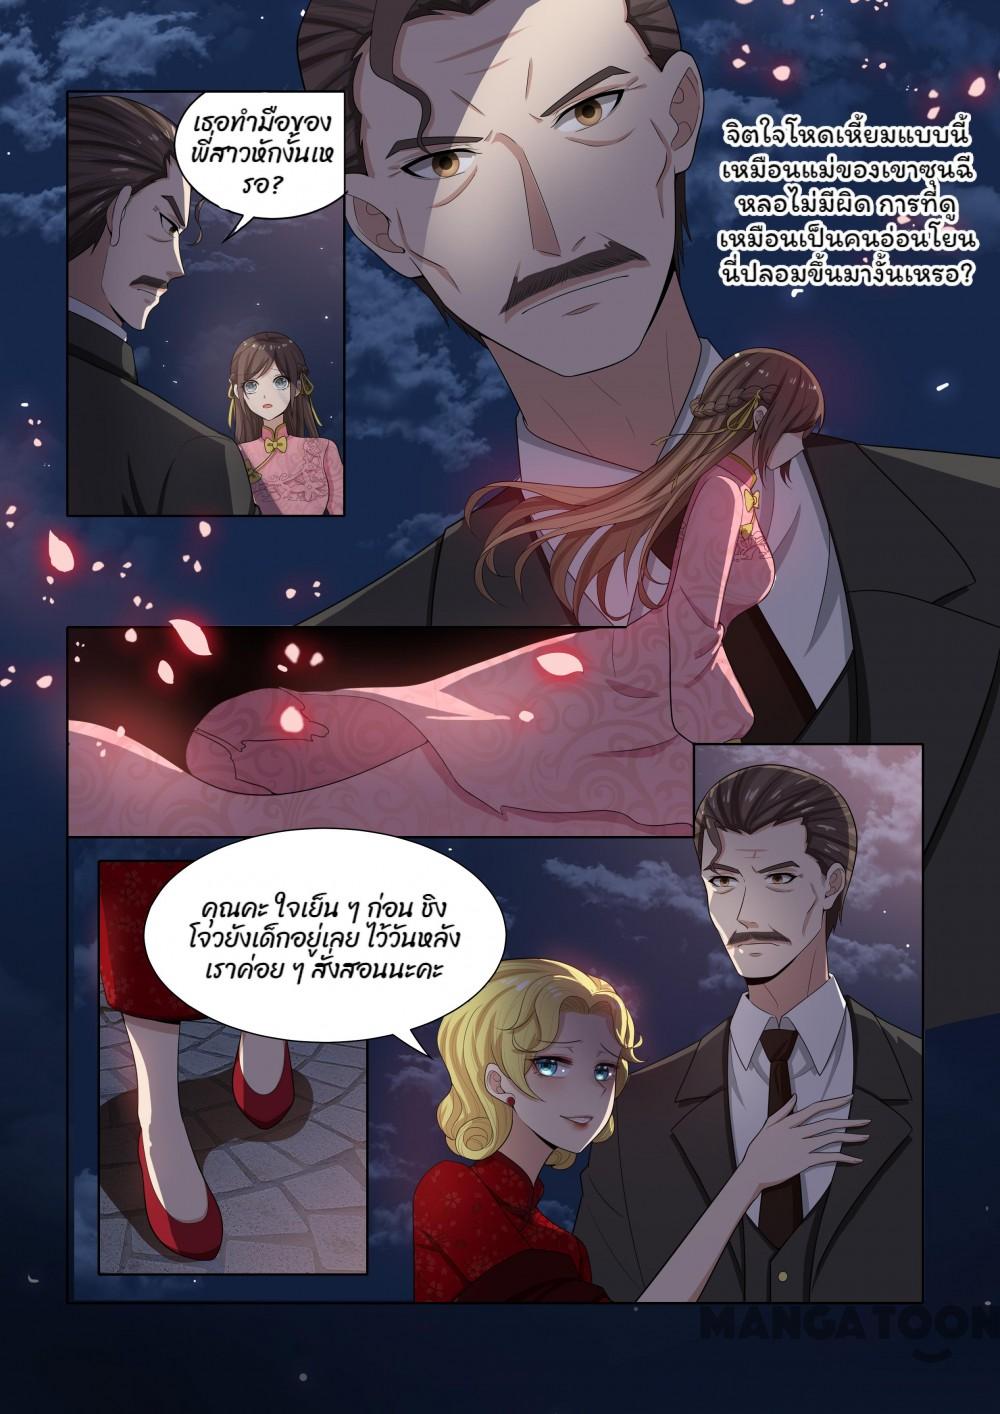 เธอทำมือของ
พี่สาวหักงั้นเห
รอ?
จิตใจโหดเหี้ยมแบบนี้
เหมือนแม่ของเขาซุนฉี
หลอไม่มีผิด การที่ดู
เหมือนเป็นคนอ่อนโยน
นี่ปลอมขึ้นมางั้นเหรอ?
คุณคะ ใจเย็น ๆ ก่อน ชิง
โจวยังเด็กอยู่เลย ไว้วันหลัง
เราค่อย ๆ สั่งสอนนะคะ
MANGATOON